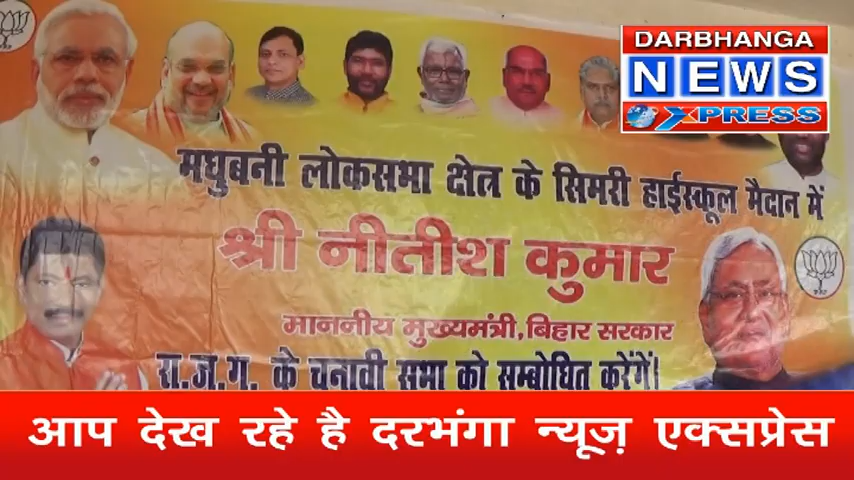 DARBHANGA
NEWS
XPRESS
मधुबनी लोकसभा क्षेत्र के सिमरी हाईस्कूल मैदान में
श्री नीतीश कुमार
माननीय मुख्यमंत्री, बिहार सरकार
रा.ज.ग. के चुनावी सभा को सम्बोधित करेंगें।
आप देख रहे है दरभंगा न्यूज़ एक्सप्रेस